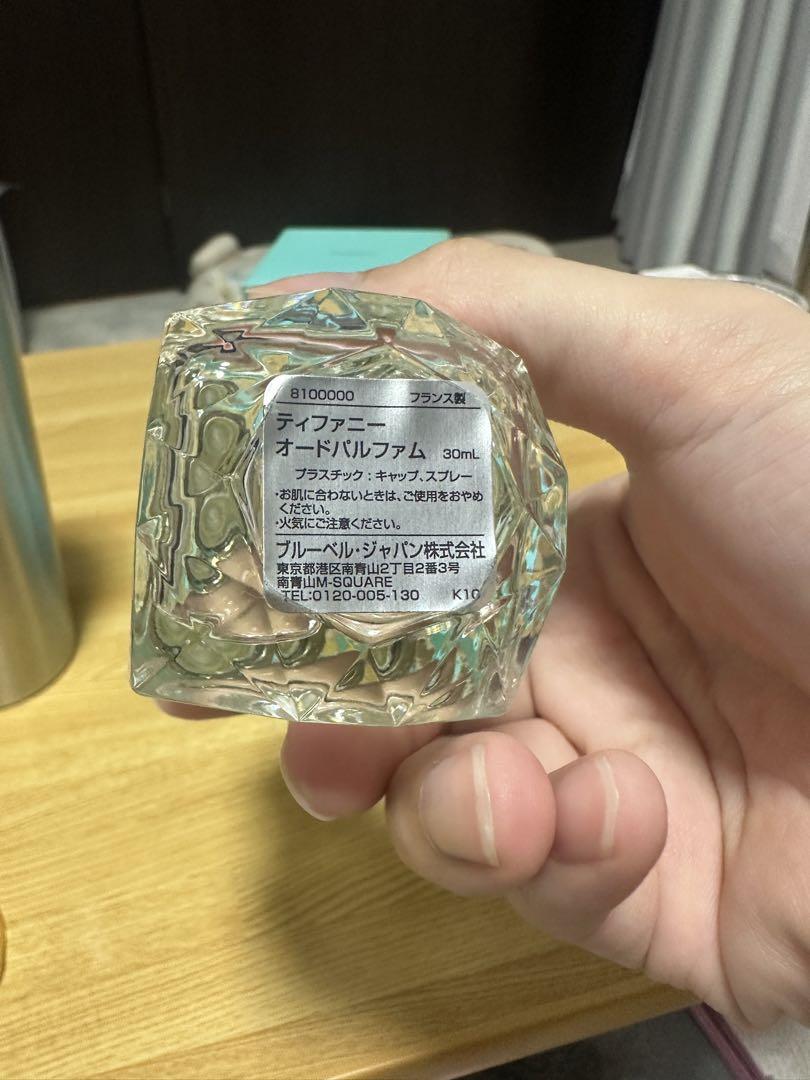 8100000 フランス製
ティファニー
オードパルファム 30mL
プラスチック：キャップ、スプレー
・お肌に合わないときは、ご使用をおやめ
ください。
・火気にご注意ください。
ブルーベル・ジャパン株式会社
東京都港区南青山2丁目2番3号
南青山M-SQUARE
TEL:0120-005-130 K10